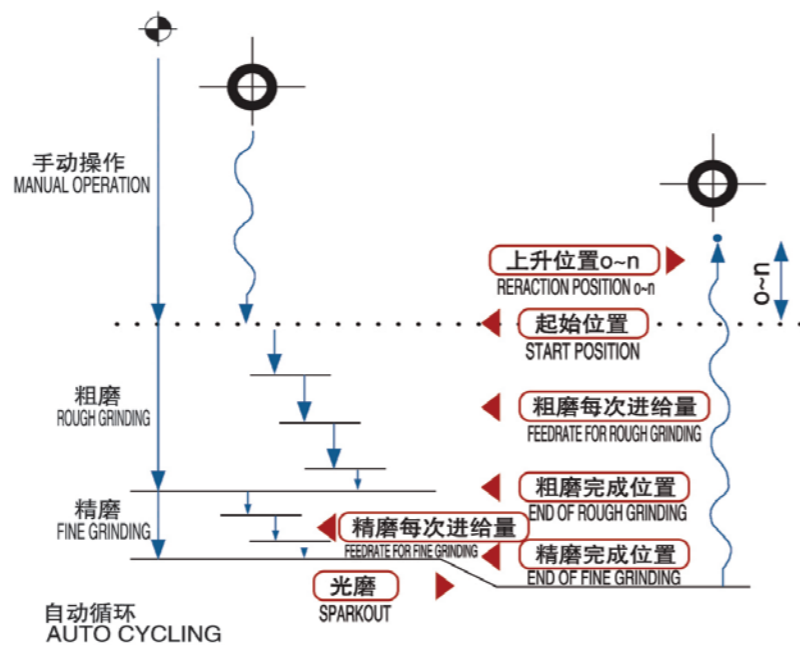 手动操作
MANUAL OPERATION
上升位置o~n
RERACTION POSITION o~n
o~n
起始位置
START POSITION
粗磨
ROUGH GRINDING
粗磨每次进给量
FEEDRATE FOR ROUGH GRINDING
粗磨完成位置
END OF ROUGH GRINDING
精磨
FINE GRINDING
精磨每次进给量
FEEDRATE FOR FINE GRINDING
精磨完成位置
END OF FINE GRINDING
光磨
SPARKOUT
自动循环
AUTO CYCLING